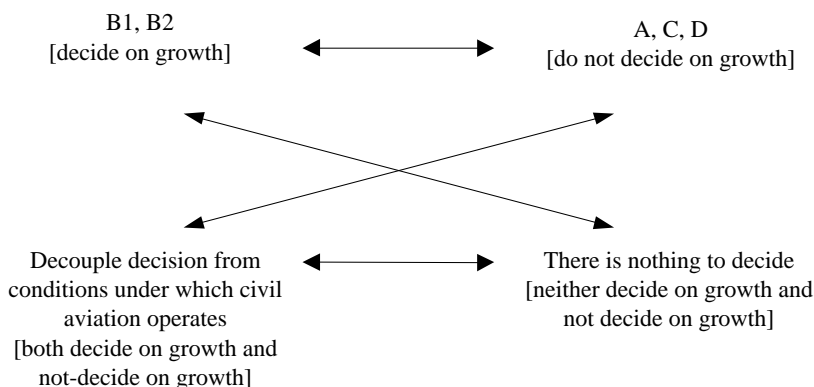 B1, B2
[decide on growth]
A, C, D
[do not decide on growth]
Decouple decision from
conditions under which civil
aviation operates
[both decide on growth and
not-decide on growth]
There is nothing to decide
[neither decide on growth and
not decide on growth]